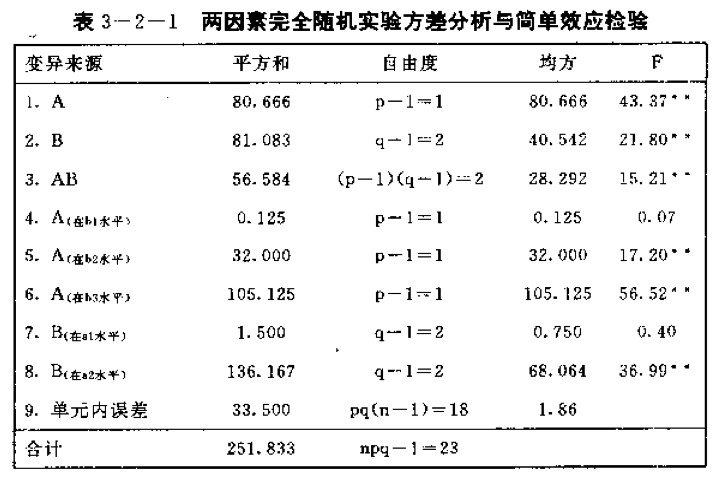 表 3-2-1 两因素完全随机实验方差分析与简单效应检验
变异来源 平方和 自由度 均方 F
1. A 80.666 p-1=1 80.666 43.37**
2. B 81.083 q-1=2 40.542 21.80**
3. AB 56.584 (p-1)(q-1)=2 28.292 15.21**
4. A(在b1水平) 0.125 p-1=1 0.125 0.07
5. A(在b2水平) 32.000 p-1=1 32.000 17.20**
6. A(在b3水平) 105.125 p-1=1 105.125 56.52**
7. B(在a1水平) 1.500 q-1=2 0.750 0.40
8. B(在a2水平) 136.167 q-1=2 68.064 36.99**
9. 单元内误差 33.500 pq(n-1)=18 1.86
合计 251.833 npq-1=23